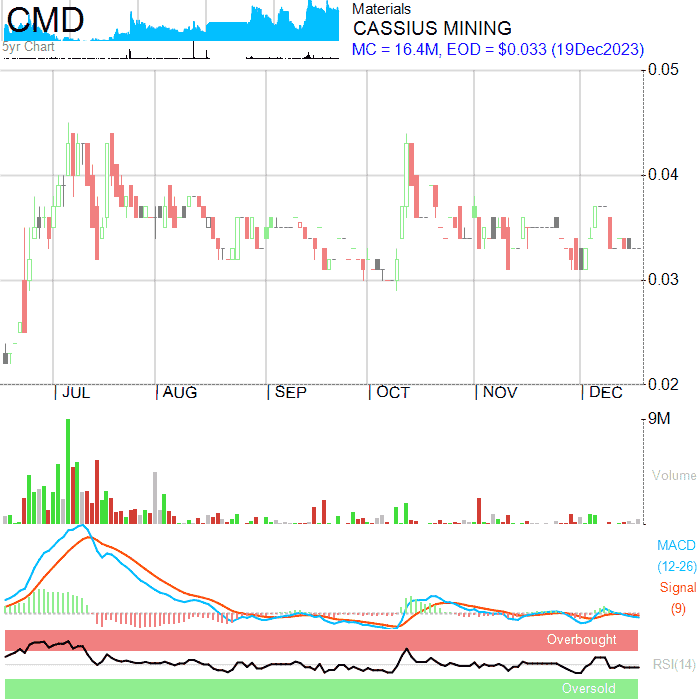 CMD
5yr Chart
Materials
CASSIUS MINING
MC = 16.4M, EOD = $0.033 (19Dec2023)
0.05
0.04
0.03
0.02
JUL AUG SEP OCT NOV DEC
9M
Volume
MACD
(12-26)
Signal
(9)
Overbought
RSI(14)
Oversold